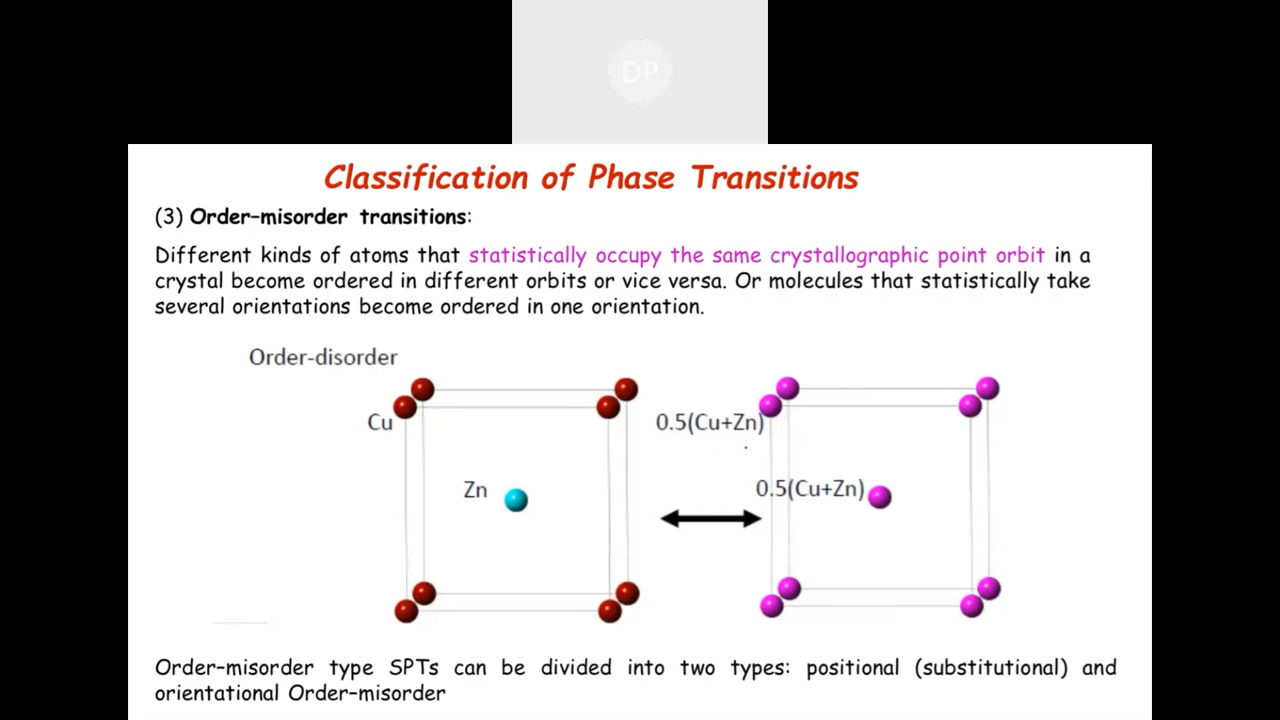 DP
Classification of Phase Transitions
(3) Order-misorder transitions:
Different kinds of atoms that statistically occupy the same crystallographic point orbit in a
crystal become ordered in different orbits or vice versa. Or molecules that statistically take
several orientations become ordered in one orientation.
Order-disorder
Cu
0.5(Cu+Zn)
Zn
0.5(Cu+Zn)
Order-misorder type SPTs can be divided into two types: positional (substitutional) and
orientational Order-misorder